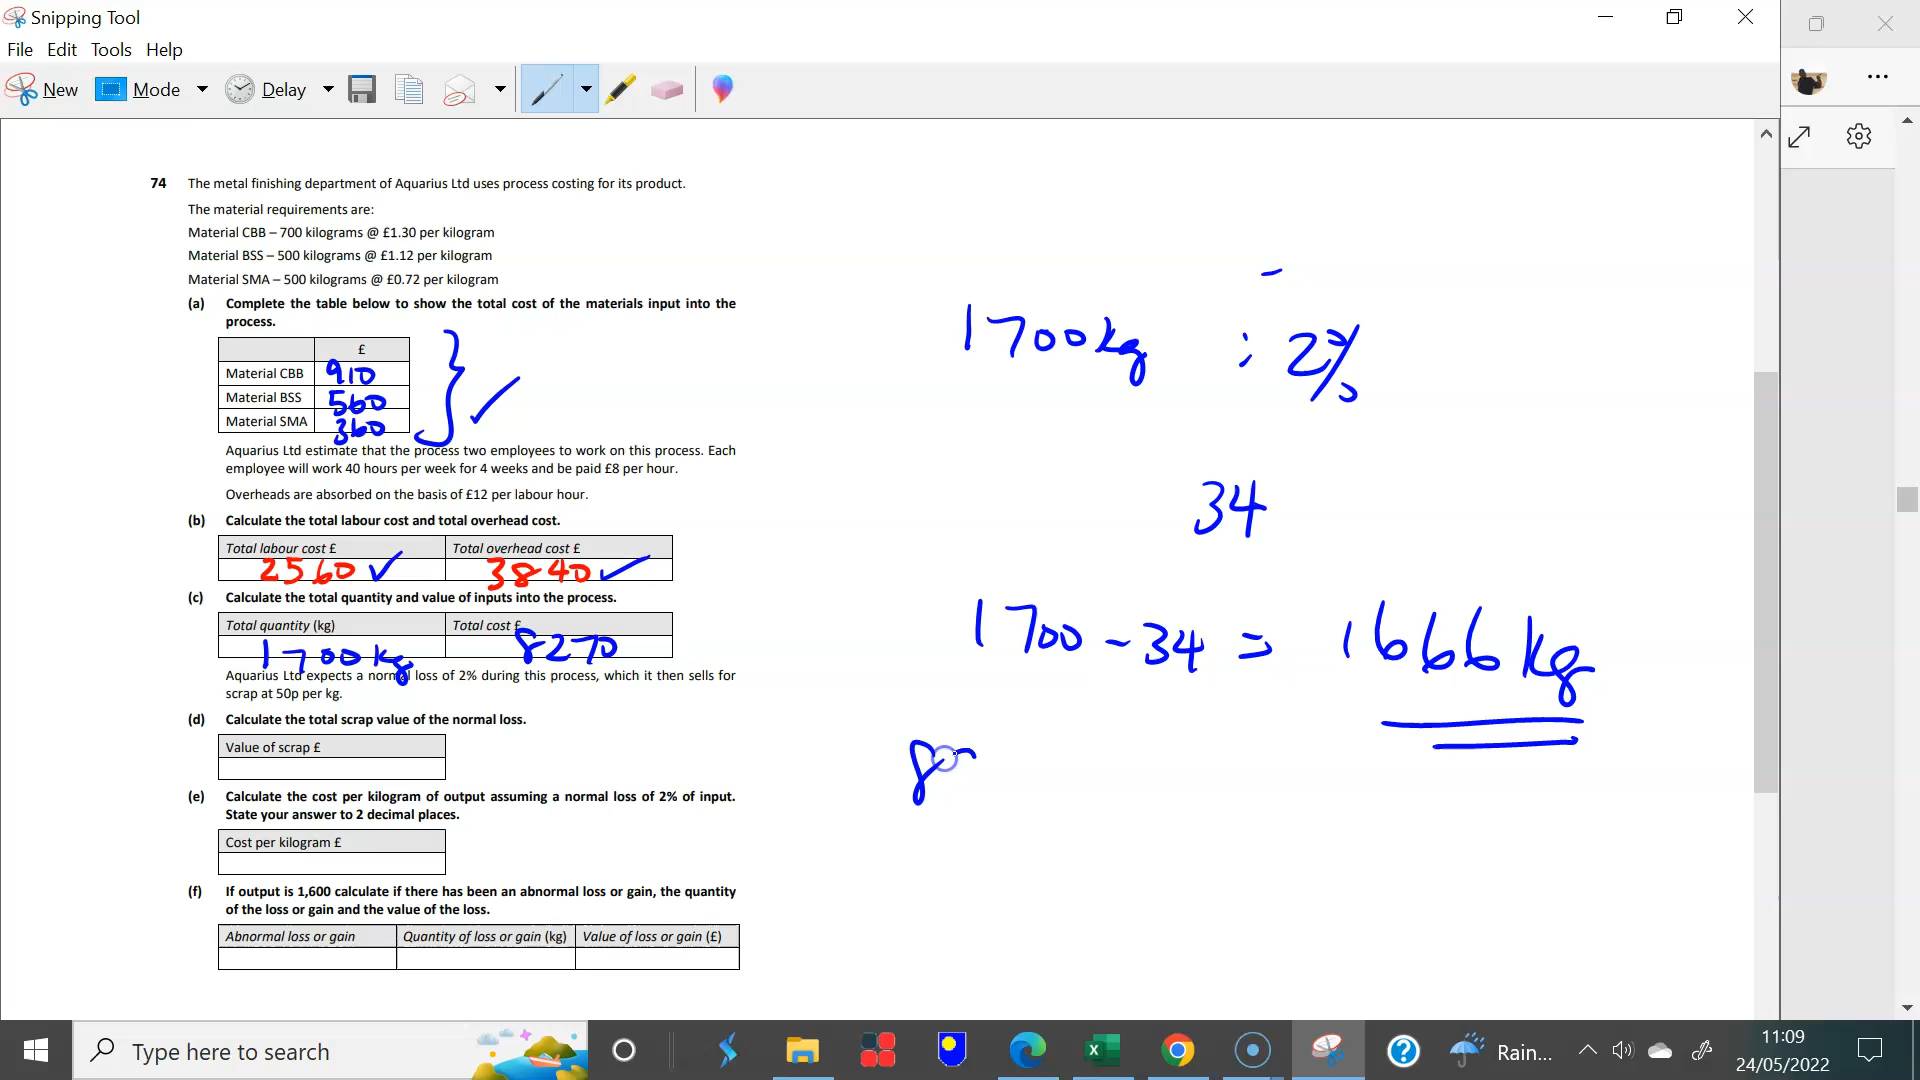 Snipping Tool
File Edit Tools Help
New Mode Delay
74 The metal finishing department of Aquarius Ltd uses process costing for its product.
The material requirements are:
Material CBB – 700 kilograms @ £1.30 per kilogram
Material BSS – 500 kilograms @ £1.12 per kilogram
Material SMA – 500 kilograms @ £0.72 per kilogram
(a) Complete the table below to show the total cost of the materials input into the
process.
£
Material CBB 910
Material BSS 560
Material SMA 360
Aquarius Ltd estimate that the process two employees to work on this process. Each
employee will work 40 hours per week for 4 weeks and be paid £8 per hour.
Overheads are absorbed on the basis of £12 per labour hour.
(b) Calculate the total labour cost and total overhead cost.
Total labour cost £ Total overhead cost £
2560 3840
(c) Calculate the total quantity and value of inputs into the process.
Total quantity (kg) Total cost £
1700 kg 8270
Aquarius Ltd expects a normal loss of 2% during this process, which it then sells for
scrap at 50p per kg.
(d) Calculate the total scrap value of the normal loss.
Value of scrap £
(e) Calculate the cost per kilogram of output assuming a normal loss of 2% of input.
State your answer to 2 decimal places.
Cost per kilogram £
(f) If output is 1,600 calculate if there has been an abnormal loss or gain, the quantity
of the loss or gain and the value of the loss.
Abnormal loss or gain Quantity of loss or gain (kg) Value of loss or gain (£)
1700 kg : 2%
34
1700 - 34 = 1666 kg
8
Type here to search
Rain...
11:09
24/05/2022